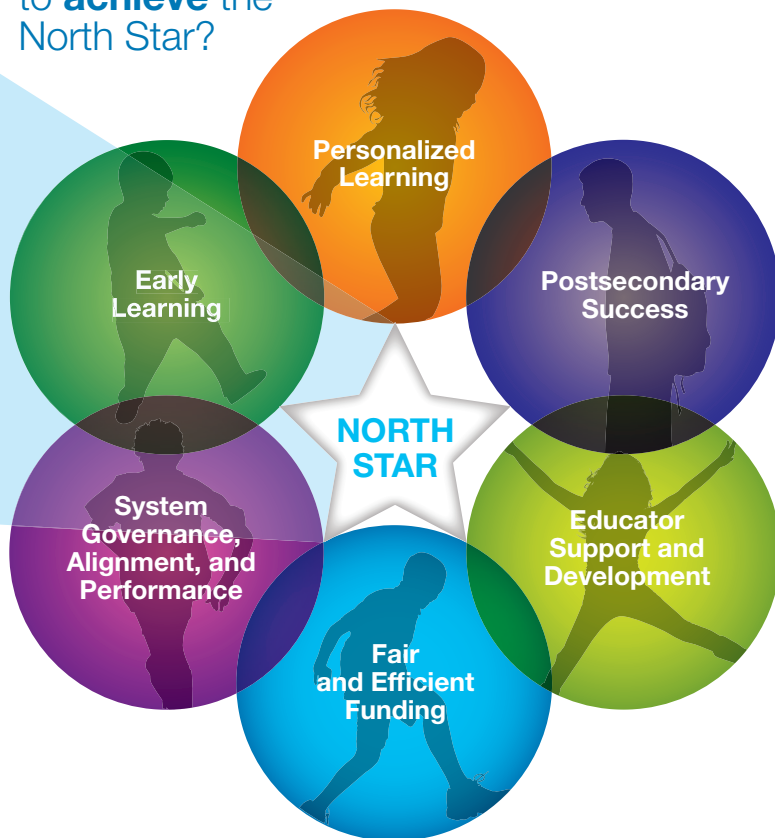 to achieve the
North Star?
Personalized
Learning
Early
Learning
Postsecondary
Success
NORTH
STAR
System
Governance,
Alignment, and
Performance
Educator
Support and
Development
Fair
and Efficient
Funding